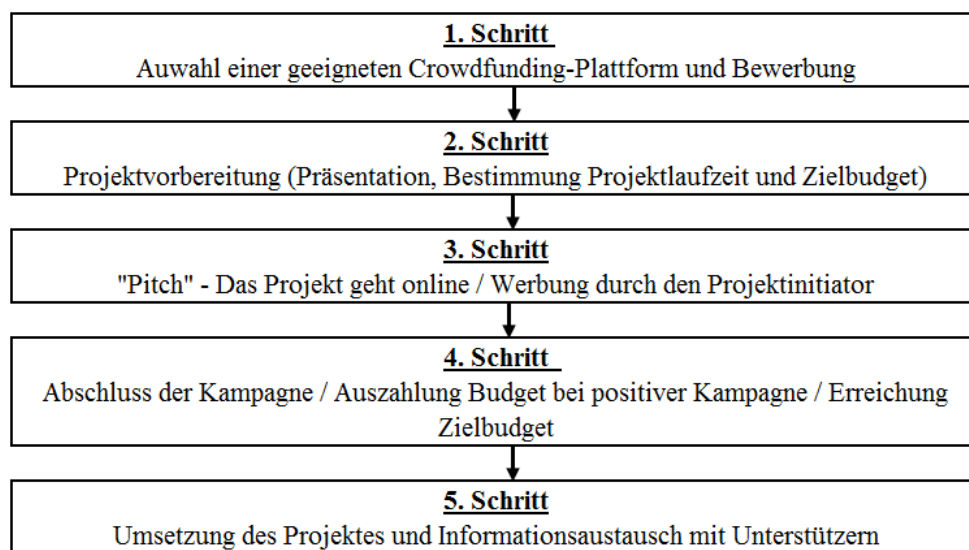 1. Schritt
Auwahl einer geeigneten Crowdfunding-Plattform und Bewerbung
2. Schritt
Projektvorbereitung (Präsentation, Bestimmung Projektlaufzeit und Zielbudget)
3. Schritt
"Pitch" - Das Projekt geht online / Werbung durch den Projektinitiator
4. Schritt
Abschluss der Kampagne / Auszahlung Budget bei positiver Kampagne / Erreichung
Zielbudget
5. Schritt
Umsetzung des Projektes und Informationsaustausch mit Unterstützern